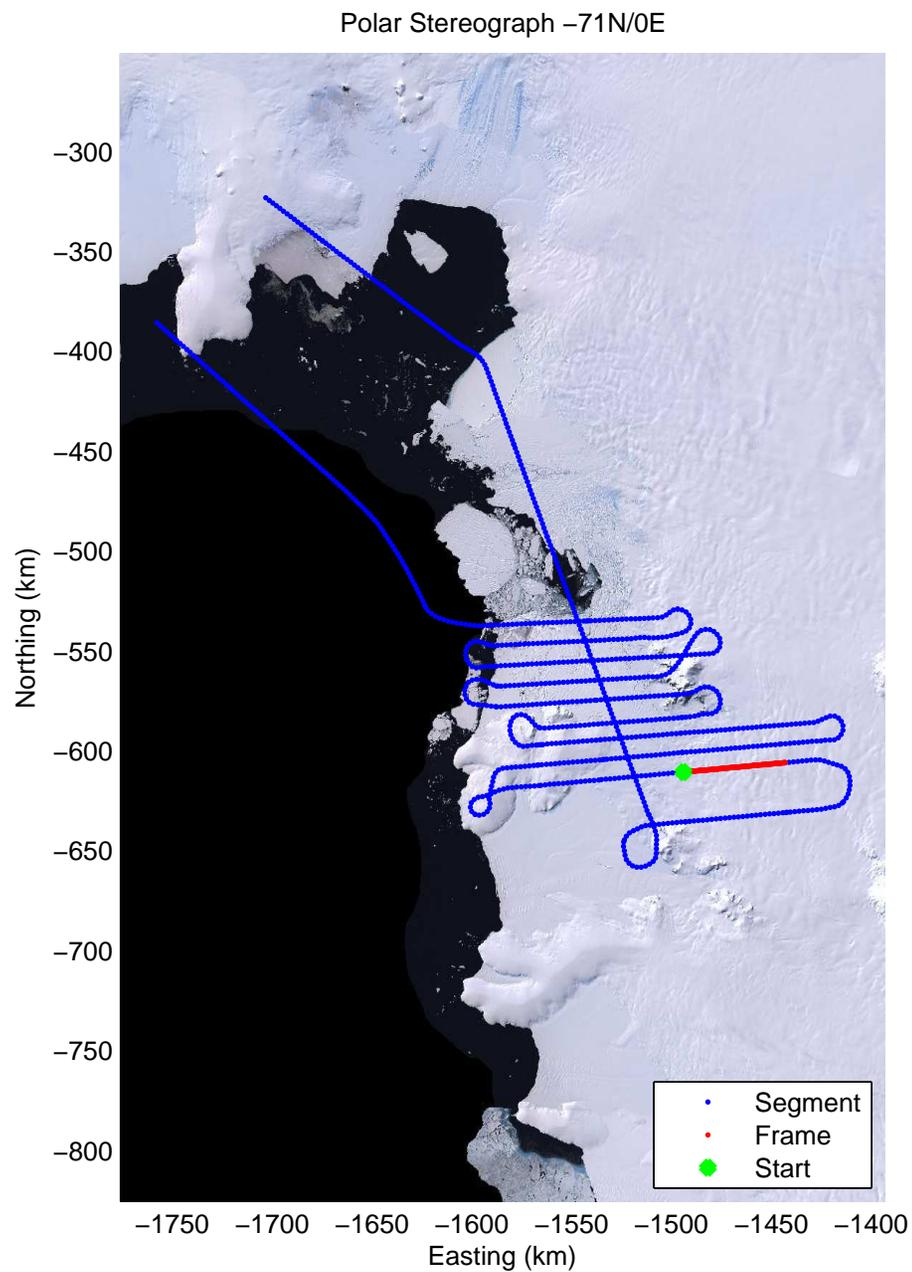 Polar Stereograph −71N/0E
−300
−350
−400
−450
−500
−550
−600
−650
−700
−750
−800
Northing (km)
Segment
Frame
Start
−1750 −1700 −1650 −1600 −1550 −1500 −1450 −1400
Easting (km)